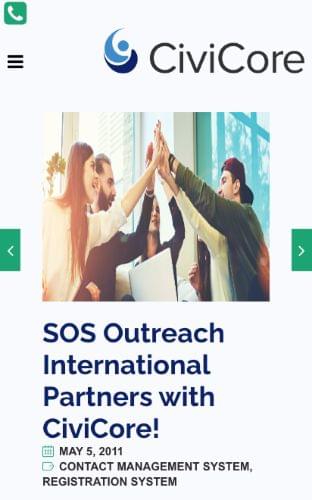 CiviCore
SOS Outreach
International
Partners with
CiviCore!
MAY 5, 2011
CONTACT MANAGEMENT SYSTEM,
REGISTRATION SYSTEM